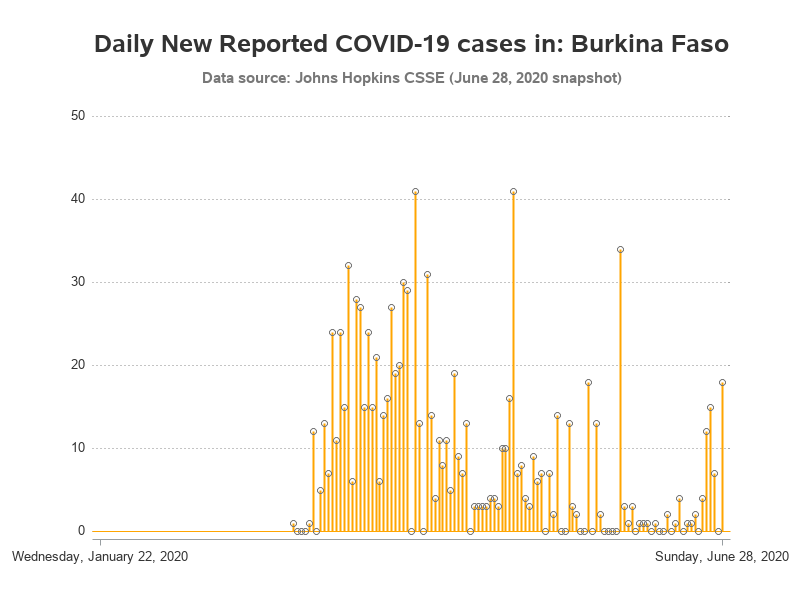 Daily New Reported COVID-19 cases in: Burkina Faso
Data source: Johns Hopkins CSSE (June 28, 2020 snapshot)
50
40
30
20
10
0
Wednesday, January 22, 2020
Sunday, June 28, 2020